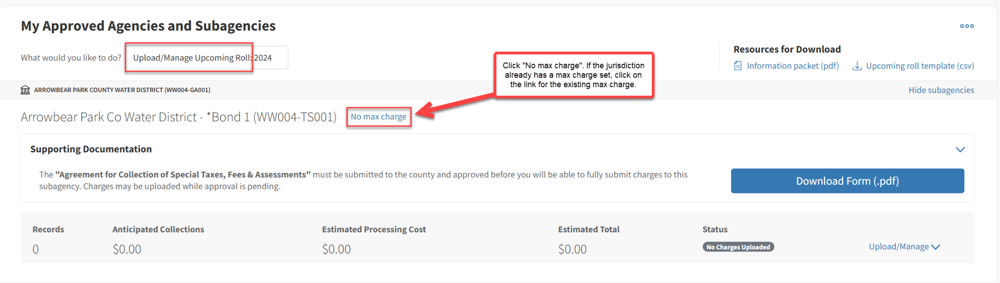 My Approved Agencies and Subagencies
What would you like to do? Upload/Manage Upcoming Roll: 2024
Click "No max charge". If the jurisdiction
already has a max charge set, click on
the link for the existing max charge.
Resources for Download
Information packet (pdf) Upcoming roll template (csv)
ARROWBEAR PARK COUNTY WATER DISTRICT (WW004-GA001) Hide subagencies
Arrowbear Park Co Water District - *Bond 1 (WW004-TS001) No max charge
Supporting Documentation
The "Agreement for Collection of Special Taxes, Fees & Assessments" must be submitted to the county and approved before you will be able to fully submit charges to this
subagency. Charges may be uploaded while approval is pending.
Download Form (.pdf)
Records Anticipated Collections Estimated Processing Cost Estimated Total Status
0 $0.00 $0.00 $0.00 No Charges Uploaded Upload/Manage